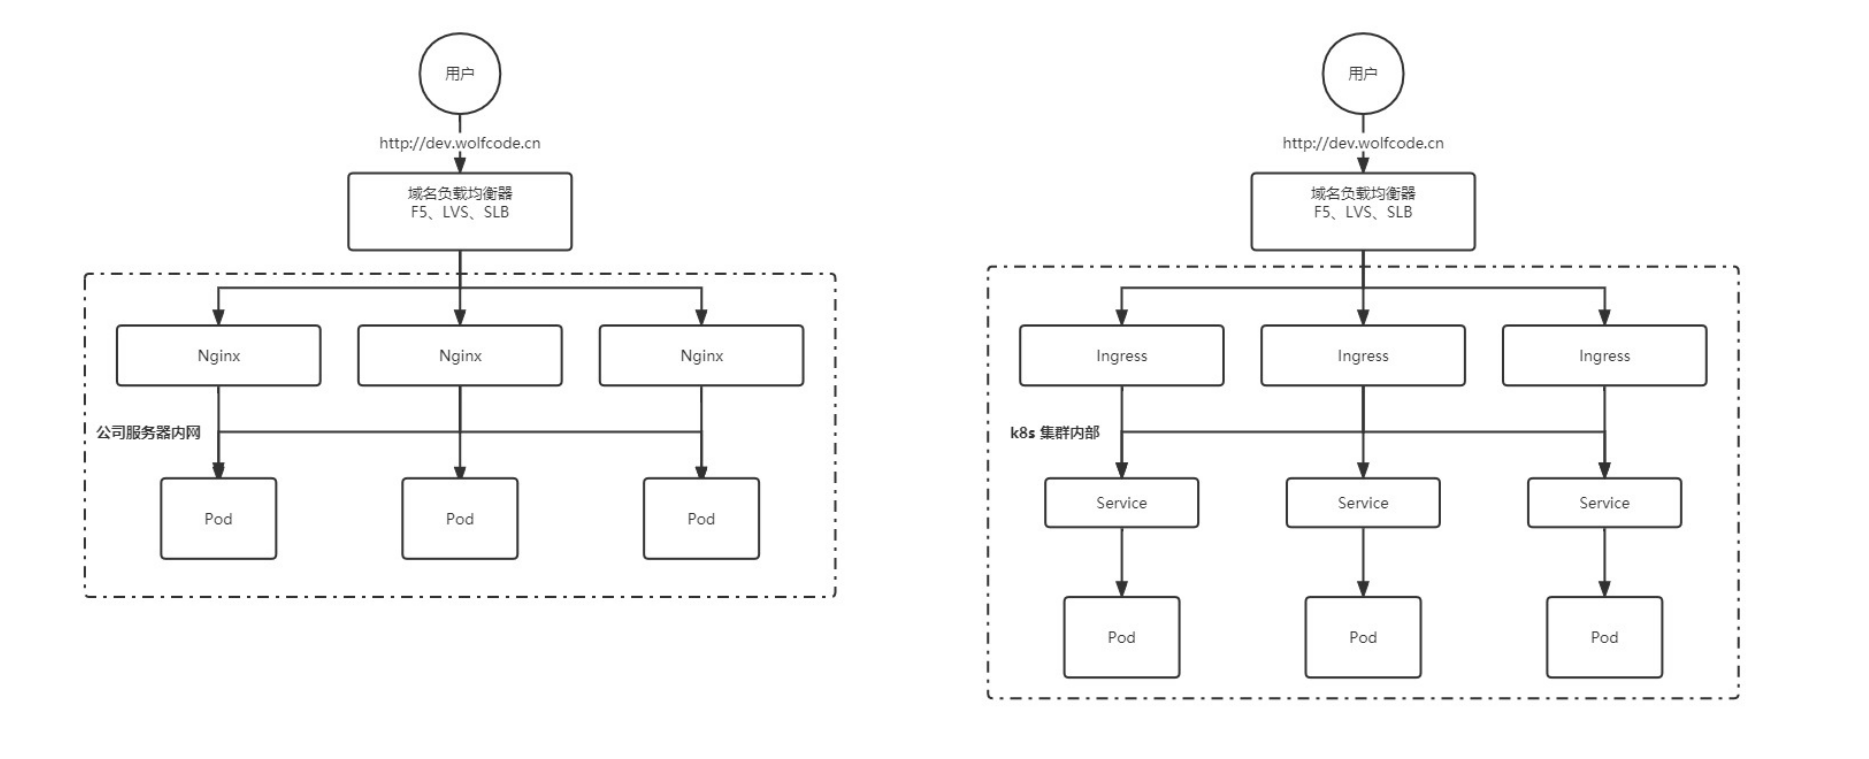 用户
http://dev.wolfcode.cn
域名负载均衡器
F5、LVS、SLB
Nginx
Nginx
Nginx
公司服务器内网
Pod
Pod
Pod
用户
http://dev.wolfcode.cn
域名负载均衡器
F5、LVS、SLB
Ingress
Ingress
Ingress
k8s 集群内部
Service
Service
Service
Pod
Pod
Pod